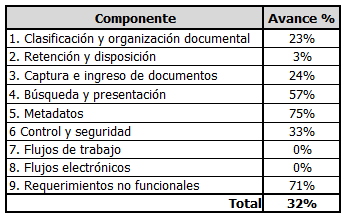 Componente Avance %
1. Clasificación y organización documental 23%
2. Retención y disposición 3%
3. Captura e ingreso de documentos 24%
4. Búsqueda y presentación 57%
5. Metadatos 75%
6 Control y seguridad 33%
7. Flujos de trabajo 0%
8. Flujos electrónicos 0%
9. Requerimientos no funcionales 71%
Total 32%